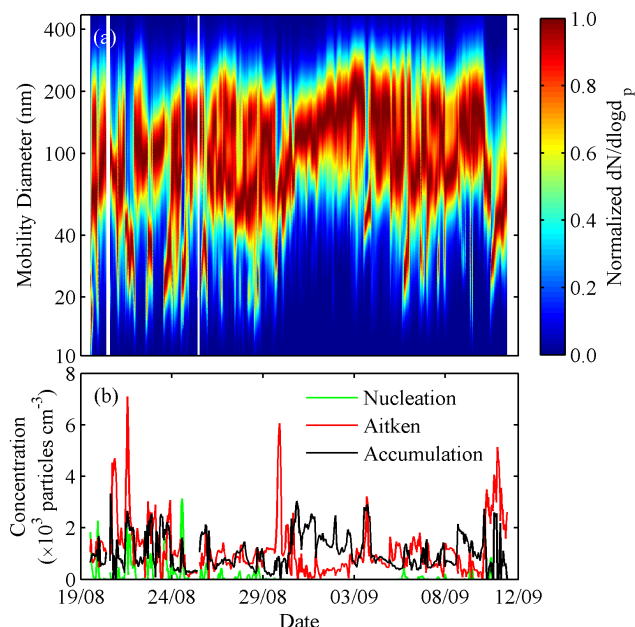 (a)
400
200
100
40
20
10
Mobility Diameter (nm)
1.0
0.8
0.6
0.4
0.2
0.0
Normalized dN/dlogd p
(b)
Nucleation
Aitken
Accumulation
8
6
4
2
0
Concentration
(×10³ particles cm⁻³)
19/08 24/08 29/08 03/09 08/09 12/09
Date